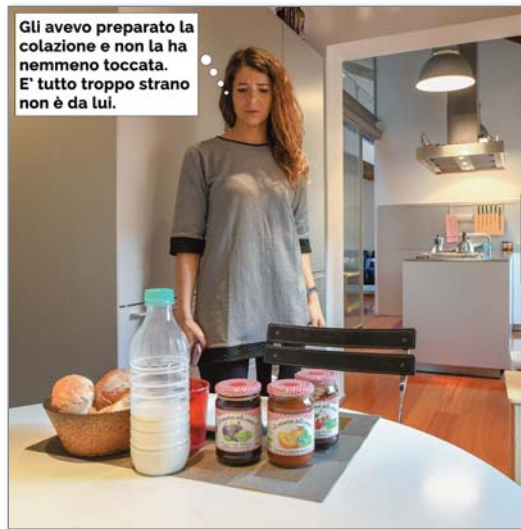 Gli avevo preparato la
colazione e non la ha
nemmeno toccata.
E' tutto troppo strano
non è da lui.